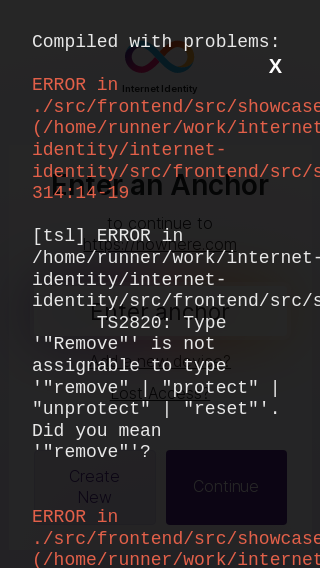 Compiled with problems:
X
Internet Identity
ERROR in
./src/frontend/src/showcase
(/home/runner/work/internet
identity/internet-
identity/src/frontend/src/s
314:14-19
Enter an Anchor
to continue to
https://nowhere.com
[tsl] ERROR in
/home/runner/work/internet-
identity/internet-
identity/src/frontend/src/s
TS2820: Type
'"Remove"' is not
assignable to type
'"remove" | "protect" |
"unprotect" | "reset"'.
Did you mean
'"remove"'?
Enter anchor
Add a new device?
Lost Access?
Create
New
Continue
ERROR in
./src/frontend/src/showcase
(/home/runner/work/internet